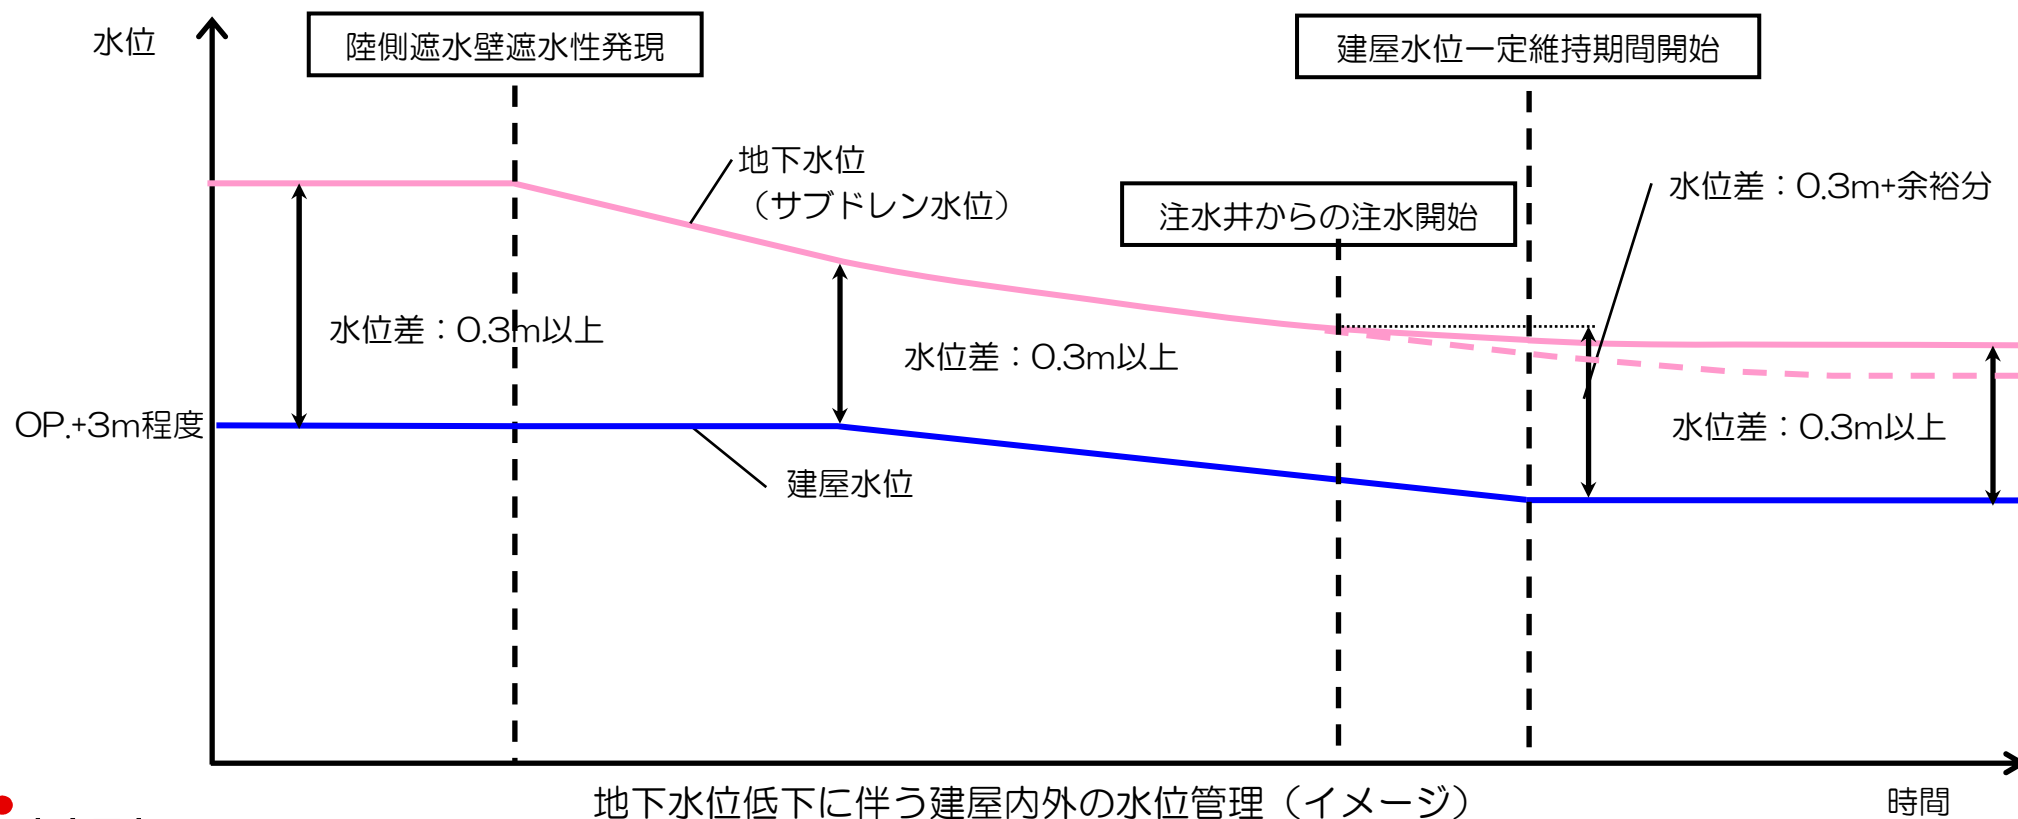 水位
陸側遮水壁遮水性発現
建屋水位一定維持期間開始
地下水位
（サブドレン水位）
水位差：0.3m+余裕分
注水井からの注水開始
水位差：0.3m以上
水位差：0.3m以上
OP.+3m程度
水位差：0.3m以上
建屋水位
地下水位低下に伴う建屋内外の水位管理（イメージ）
時間